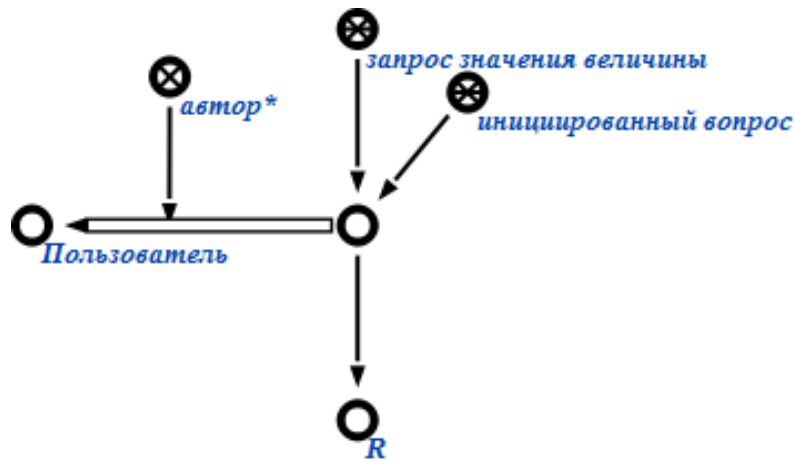 запрос значения величины
автор*
инициированный вопрос
Пользователь
R